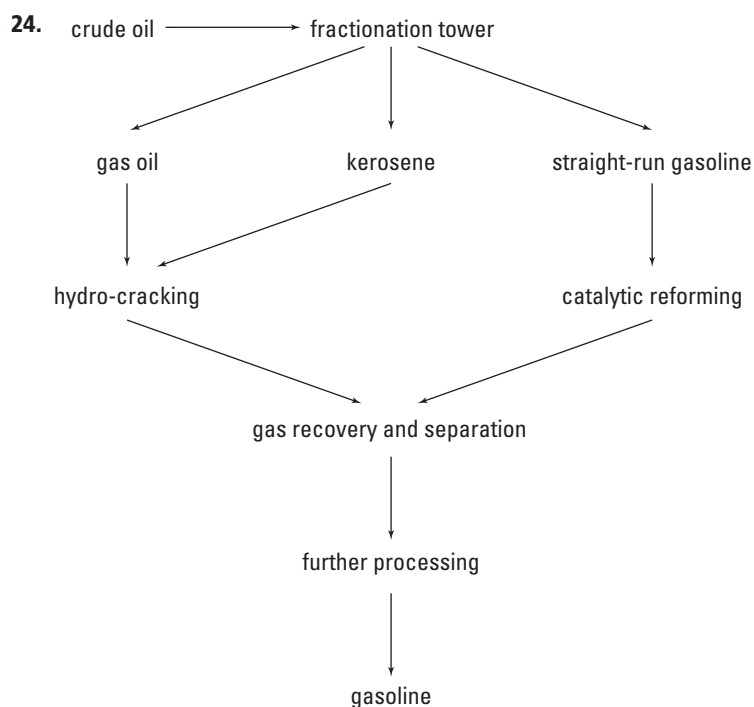 24. crude oil fractionation tower
gas oil kerosene straight-run gasoline
hydro-cracking catalytic reforming
gas recovery and separation
further processing
gasoline